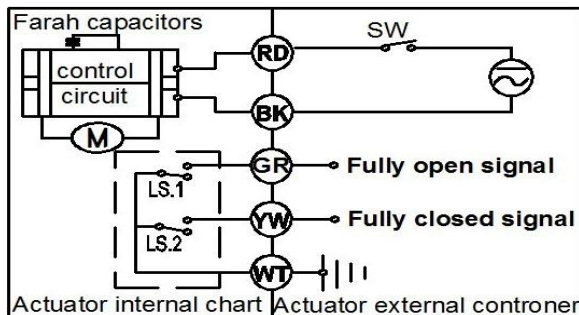 Farah capacitors
SW
control
circuit
RD
BK
M
GR
Fully open signal
LS.1
YW
Fully closed signal
LS.2
WT
Actuator internal chart
Actuator external controner